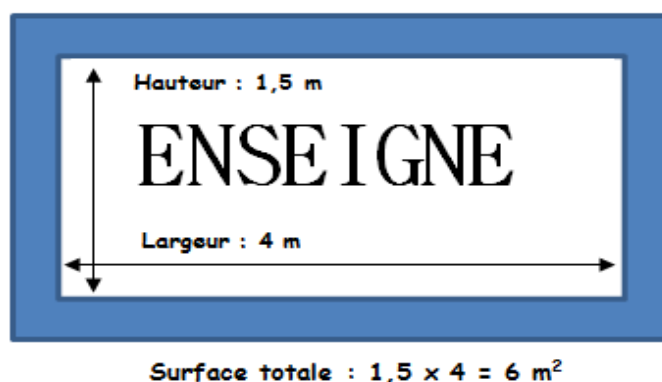 Hauteur : 1,5 m
ENSEIGNE
Largeur : 4 m
Surface totale : 1,5 x 4 = 6 m²